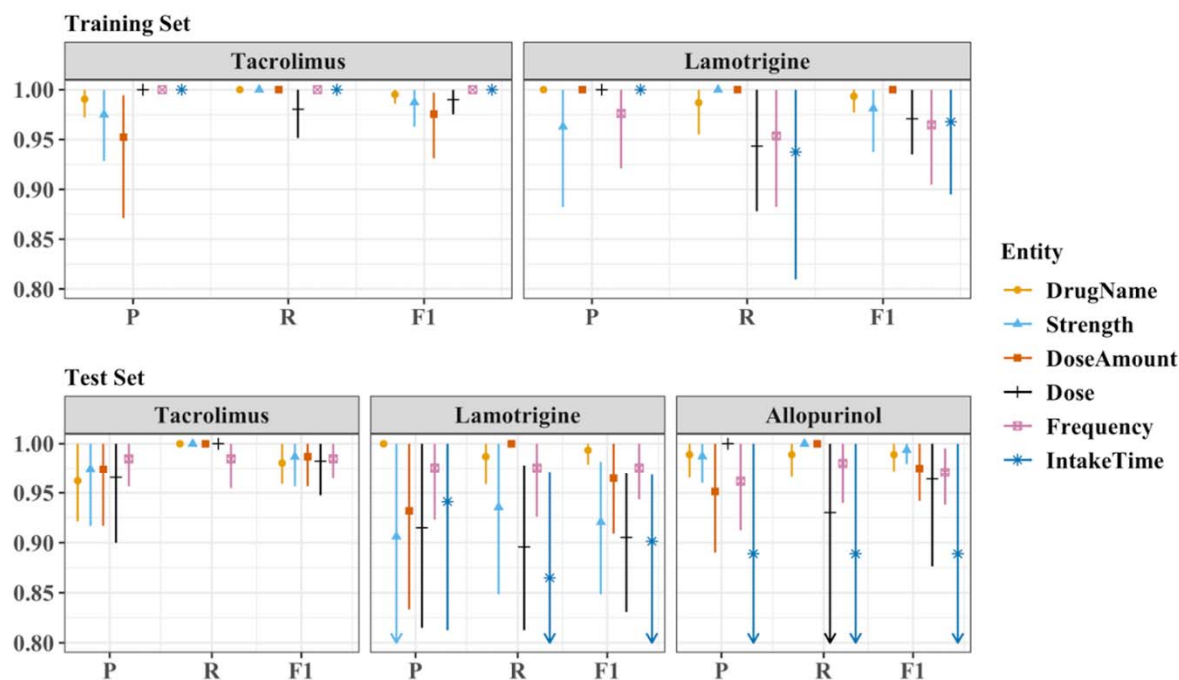 Training Set
Tacrolimus
Lamotrigine
1.00
0.95
0.90
0.85
0.80
P
R
F1
P
R
F1
Entity
DrugName
Strength
DoseAmount
Dose
Frequency
IntakeTime
Test Set
Tacrolimus
Lamotrigine
Allopurinol
1.00
0.95
0.90
0.85
0.80
P
R
F1
P
R
F1
P
R
F1